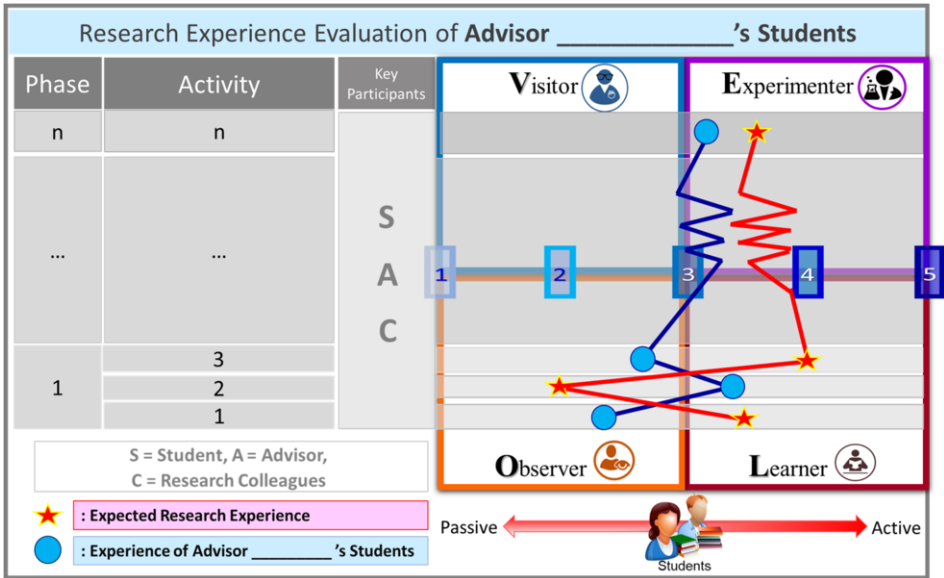 Research Experience Evaluation of Advisor ______________'s Students
Phase
Activity
Key
Participants
Visitor
Experimenter
n
n
...
...
S
A
C
1
2
3
4
5
1
3
2
1
S = Student, A = Advisor,
C = Research Colleagues
Observer
Learner
: Expected Research Experience
: Experience of Advisor _________ 's Students
Passive
Active
Students